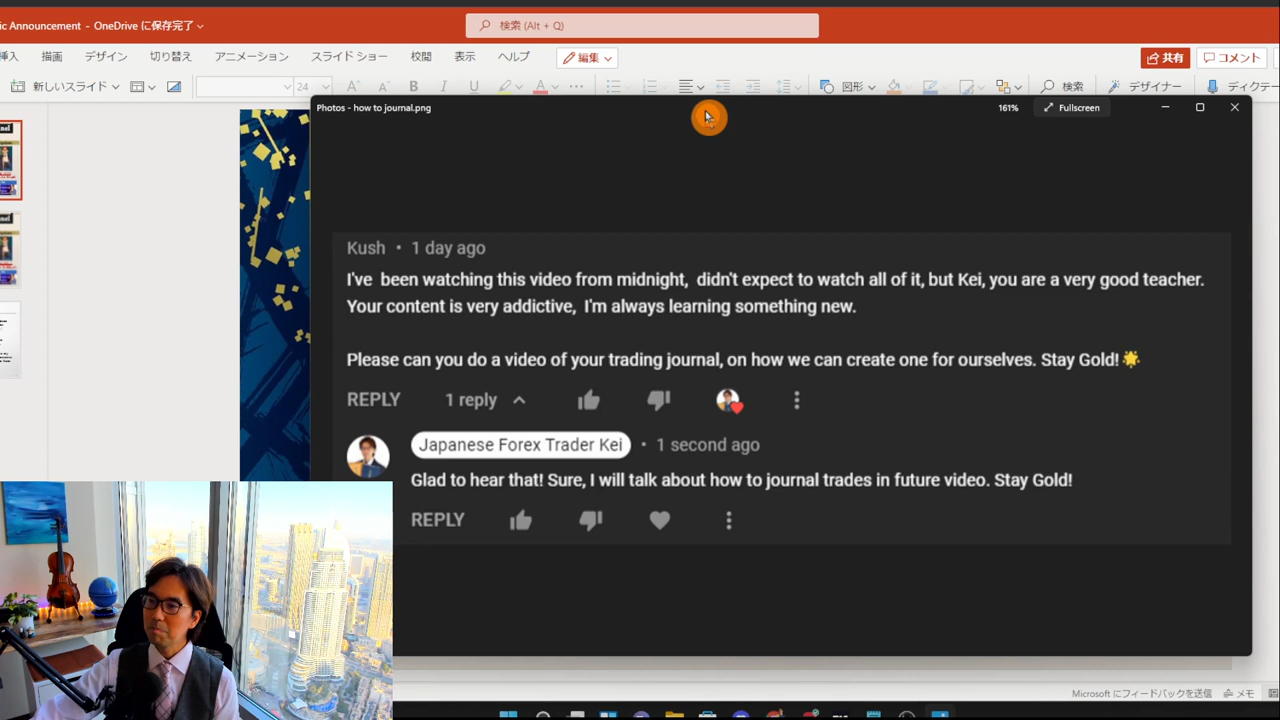 ic Announcement - OneDrive に保存完了
検索 (Alt + Q)
挿入 描画 デザイン 切り替え アニメーション スライド ショー 校閲 表示 ヘルプ 編集 共有 コメント
新しいスライド 24 B I U A 図形 検索 デザイナー ディクテー
Photos - how to journal.png 161% Fullscreen
Kush • 1 day ago
I've been watching this video from midnight, didn't expect to watch all of it, but Kei, you are a very good teacher.
Your content is very addictive, I'm always learning something new.
Please can you do a video of your trading journal, on how we can create one for ourselves. Stay Gold!🌟
REPLY 1 reply
Japanese Forex Trader Kei • 1 second ago
Glad to hear that! Sure, I will talk about how to journal trades in future video. Stay Gold!
REPLY
Microsoft にフィードバックを送信 メモ